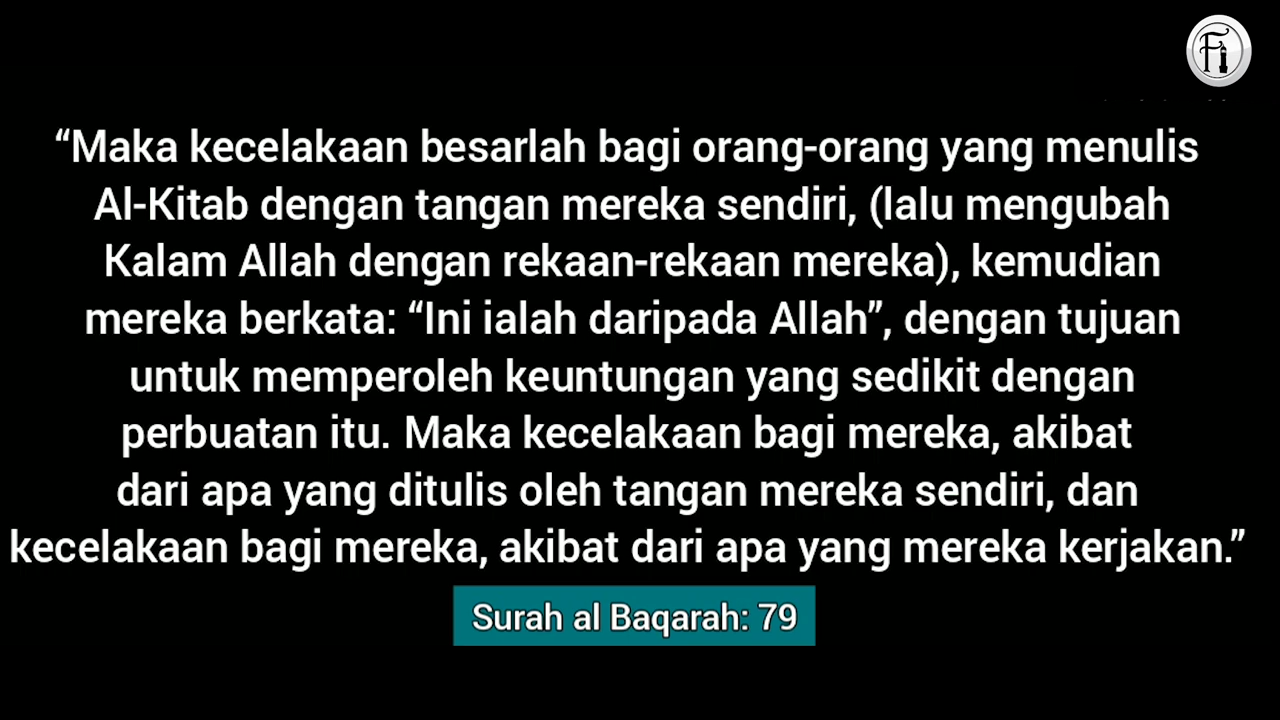 Fi
“Maka kecelakaan besarlah bagi orang-orang yang menulis
Al-Kitab dengan tangan mereka sendiri, (lalu mengubah
Kalam Allah dengan rekaan-rekaan mereka), kemudian
mereka berkata: “Ini ialah daripada Allah”, dengan tujuan
untuk memperoleh keuntungan yang sedikit dengan
perbuatan itu. Maka kecelakaan bagi mereka, akibat
dari apa yang ditulis oleh tangan mereka sendiri, dan
kecelakaan bagi mereka, akibat dari apa yang mereka kerjakan.”
Surah al Baqarah: 79